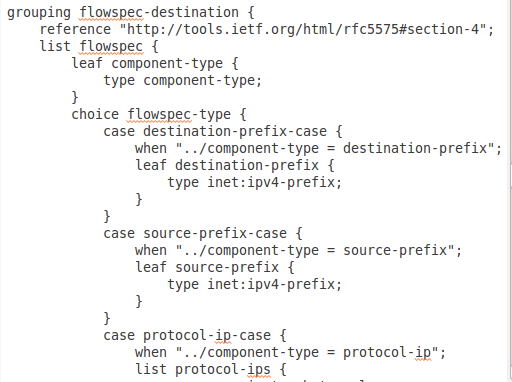 grouping flowspec-destination {
    reference "http://tools.ietf.org/html/rfc5575#section-4";
    list flowspec {
        leaf component-type {
            type component-type;
        }
        choice flowspec-type {
            case destination-prefix-case {
                when "../component-type = destination-prefix";
                leaf destination-prefix {
                    type inet:ipv4-prefix;
                }
            }
            case source-prefix-case {
                when "../component-type = source-prefix";
                leaf source-prefix {
                    type inet:ipv4-prefix;
                }
            }
            case protocol-ip-case {
                when "../component-type = protocol-ip";
                list protocol-ips {